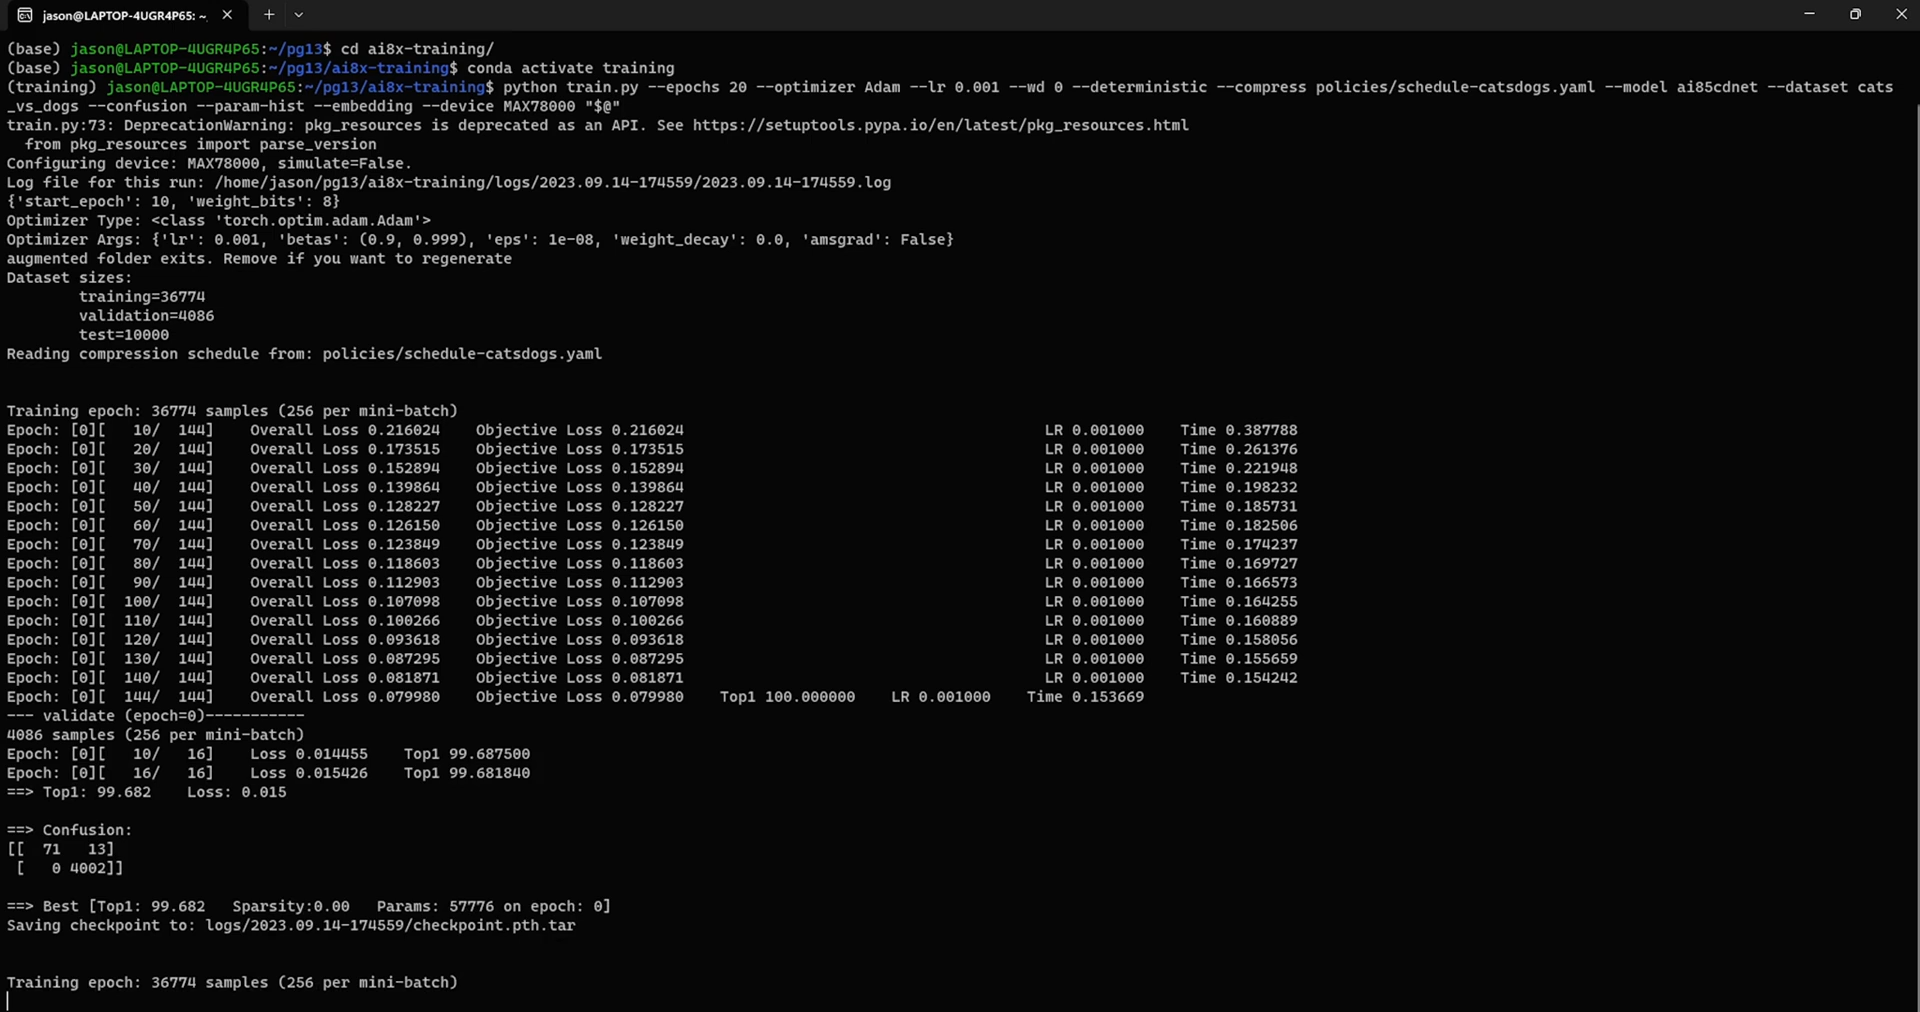 jason@LAPTOP-4UGR4P65: ~
(base) jason@LAPTOP-4UGR4P65:~/pg13$ cd ai8x-training/
(base) jason@LAPTOP-4UGR4P65:~/pg13/ai8x-training$ conda activate training
(training) jason@LAPTOP-4UGR4P65:~/pg13/ai8x-training$ python train.py --epochs 20 --optimizer Adam --lr 0.001 --wd 0 --deterministic --compress policies/schedule-catsdogs.yaml --model ai85cdnet --dataset cats
_vs_dogs --confusion --param-hist --embedding --device MAX78000 "$@"
train.py:73: DeprecationWarning: pkg_resources is deprecated as an API. See https://setuptools.pypa.io/en/latest/pkg_resources.html
  from pkg_resources import parse_version
Configuring device: MAX78000, simulate=False.
Log file for this run: /home/jason/pg13/ai8x-training/logs/2023.09.14-174559/2023.09.14-174559.log
{'start_epoch': 10, 'weight_bits': 8}
Optimizer Type: <class 'torch.optim.adam.Adam'>
Optimizer Args: {'lr': 0.001, 'betas': (0.9, 0.999), 'eps': 1e-08, 'weight_decay': 0.0, 'amsgrad': False}
augmented folder exits. Remove if you want to regenerate
Dataset sizes:
        training=36774
        validation=4086
        test=10000
Reading compression schedule from: policies/schedule-catsdogs.yaml
Training epoch: 36774 samples (256 per mini-batch)
Epoch: [0][   10/  144]    Overall Loss 0.216024    Objective Loss 0.216024    LR 0.001000    Time 0.387788
Epoch: [0][   20/  144]    Overall Loss 0.173515    Objective Loss 0.173515    LR 0.001000    Time 0.261376
Epoch: [0][   30/  144]    Overall Loss 0.152894    Objective Loss 0.152894    LR 0.001000    Time 0.221948
Epoch: [0][   40/  144]    Overall Loss 0.139864    Objective Loss 0.139864    LR 0.001000    Time 0.198232
Epoch: [0][   50/  144]    Overall Loss 0.128227    Objective Loss 0.128227    LR 0.001000    Time 0.185731
Epoch: [0][   60/  144]    Overall Loss 0.126150    Objective Loss 0.126150    LR 0.001000    Time 0.182506
Epoch: [0][   70/  144]    Overall Loss 0.123849    Objective Loss 0.123849    LR 0.001000    Time 0.174237
Epoch: [0][   80/  144]    Overall Loss 0.118603    Objective Loss 0.118603    LR 0.001000    Time 0.169727
Epoch: [0][   90/  144]    Overall Loss 0.112903    Objective Loss 0.112903    LR 0.001000    Time 0.166573
Epoch: [0][  100/  144]    Overall Loss 0.107098    Objective Loss 0.107098    LR 0.001000    Time 0.164255
Epoch: [0][  110/  144]    Overall Loss 0.100266    Objective Loss 0.100266    LR 0.001000    Time 0.160889
Epoch: [0][  120/  144]    Overall Loss 0.093618    Objective Loss 0.093618    LR 0.001000    Time 0.158056
Epoch: [0][  130/  144]    Overall Loss 0.087295    Objective Loss 0.087295    LR 0.001000    Time 0.155659
Epoch: [0][  140/  144]    Overall Loss 0.081871    Objective Loss 0.081871    LR 0.001000    Time 0.154242
Epoch: [0][  144/  144]    Overall Loss 0.079980    Objective Loss 0.079980    Top1 100.000000    LR 0.001000    Time 0.153669
--- validate (epoch=0)-----------
4086 samples (256 per mini-batch)
Epoch: [0][   10/   16]    Loss 0.014455    Top1 99.687500
Epoch: [0][   16/   16]    Loss 0.015426    Top1 99.681840
==> Top1: 99.682    Loss: 0.015
==> Confusion:
[[  71   13]
 [   0 4002]]
==> Best [Top1: 99.682   Sparsity:0.00   Params: 57776 on epoch: 0]
Saving checkpoint to: logs/2023.09.14-174559/checkpoint.pth.tar
Training epoch: 36774 samples (256 per mini-batch)